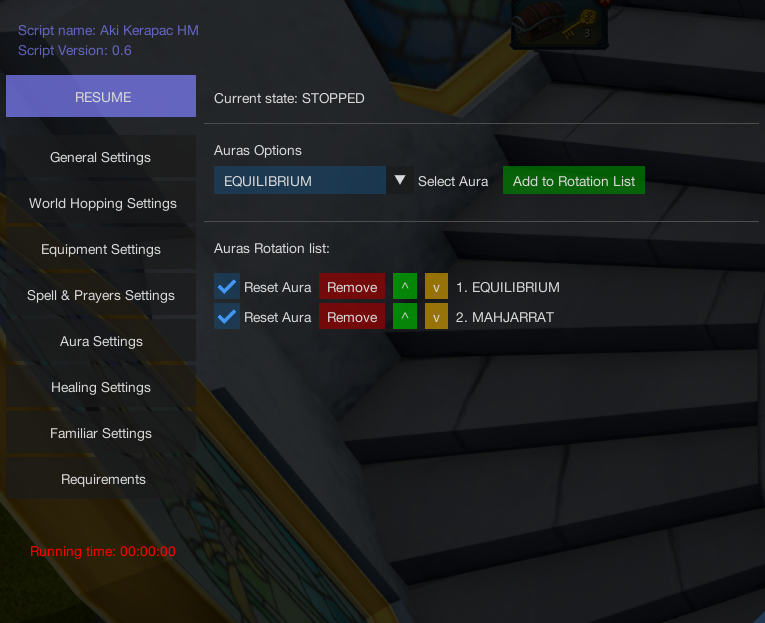 Script name: Aki Kerapac HM
Script Version: 0.6
RESUME
General Settings
World Hopping Settings
Equipment Settings
Spell & Prayers Settings
Aura Settings
Healing Settings
Familiar Settings
Requirements
Running time: 00:00:00
3
Current state: STOPPED
Auras Options
EQUILIBRIUM ▼ Select Aura Add to Rotation List
Auras Rotation list:
Reset Aura Remove ^ v 1. EQUILIBRIUM
Reset Aura Remove ^ v 2. MAHJARRAT